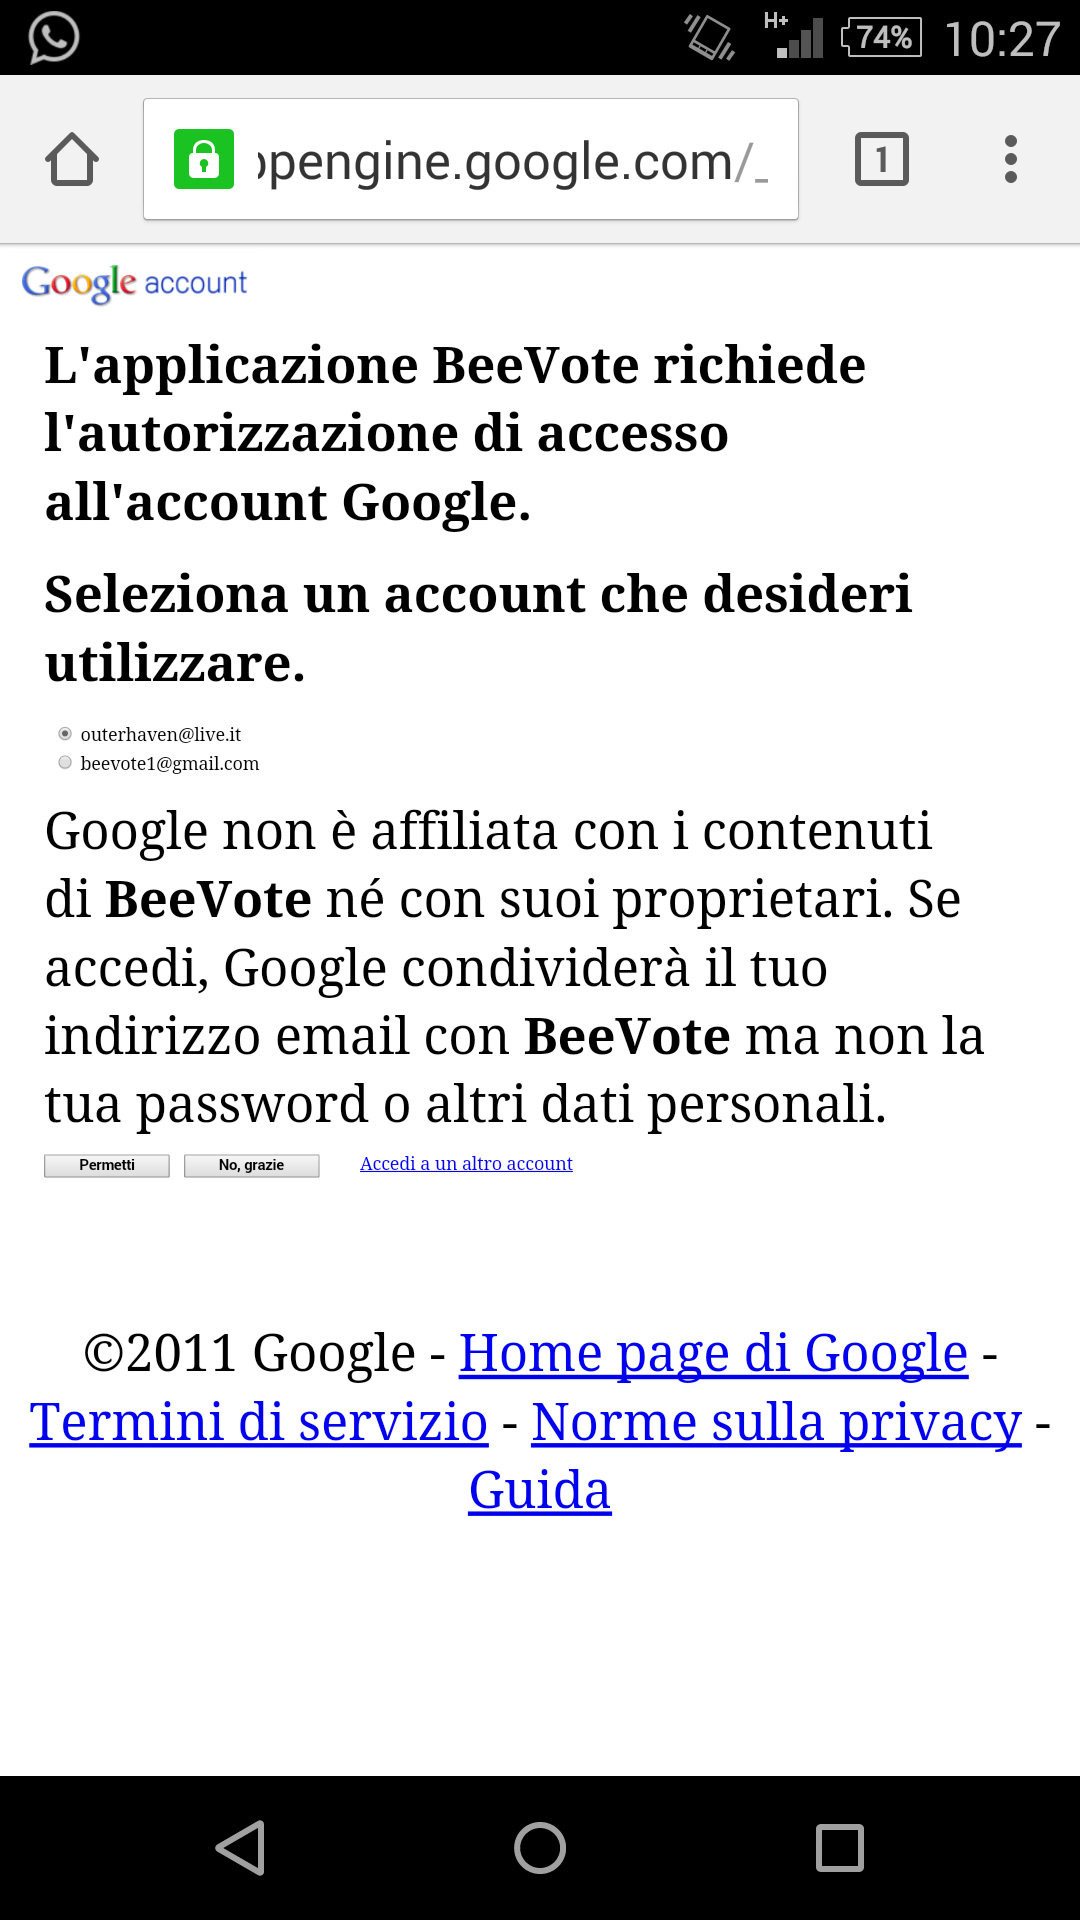 H+
74%
10:27
ppengine.google.com/_
1
Google account
L'applicazione BeeVote richiede
l'autorizzazione di accesso
all'account Google.
Seleziona un account che desideri
utilizzare.
outerhaven@live.it
beevote1@gmail.com
Google non è affiliata con i contenuti
di BeeVote né con suoi proprietari. Se
accedi, Google condividerà il tuo
indirizzo email con BeeVote ma non la
tua password o altri dati personali.
Permetti No, grazie Accedi a un altro account
©2011 Google - Home page di Google -
Termini di servizio - Norme sulla privacy -
Guida